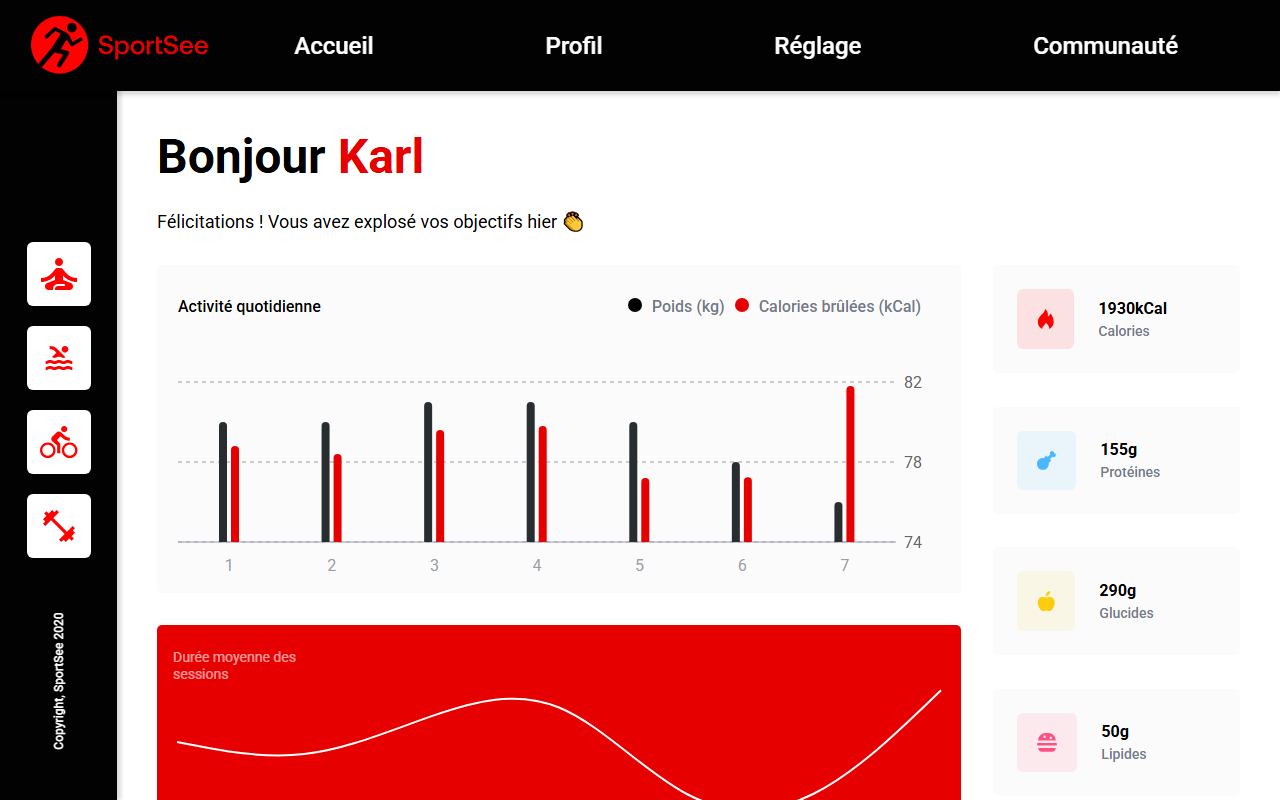 SportSee
Accueil
Profil
Réglage
Communauté
Bonjour Karl
Félicitations ! Vous avez explosé vos objectifs hier 👏
Activité quotidienne
Poids (kg)
Calories brûlées (kCal)
82
78
74
1
2
3
4
5
6
7
1930kCal
Calories
155g
Protéines
290g
Glucides
50g
Lipides
Durée moyenne des
sessions
Copyright, SportSee 2020